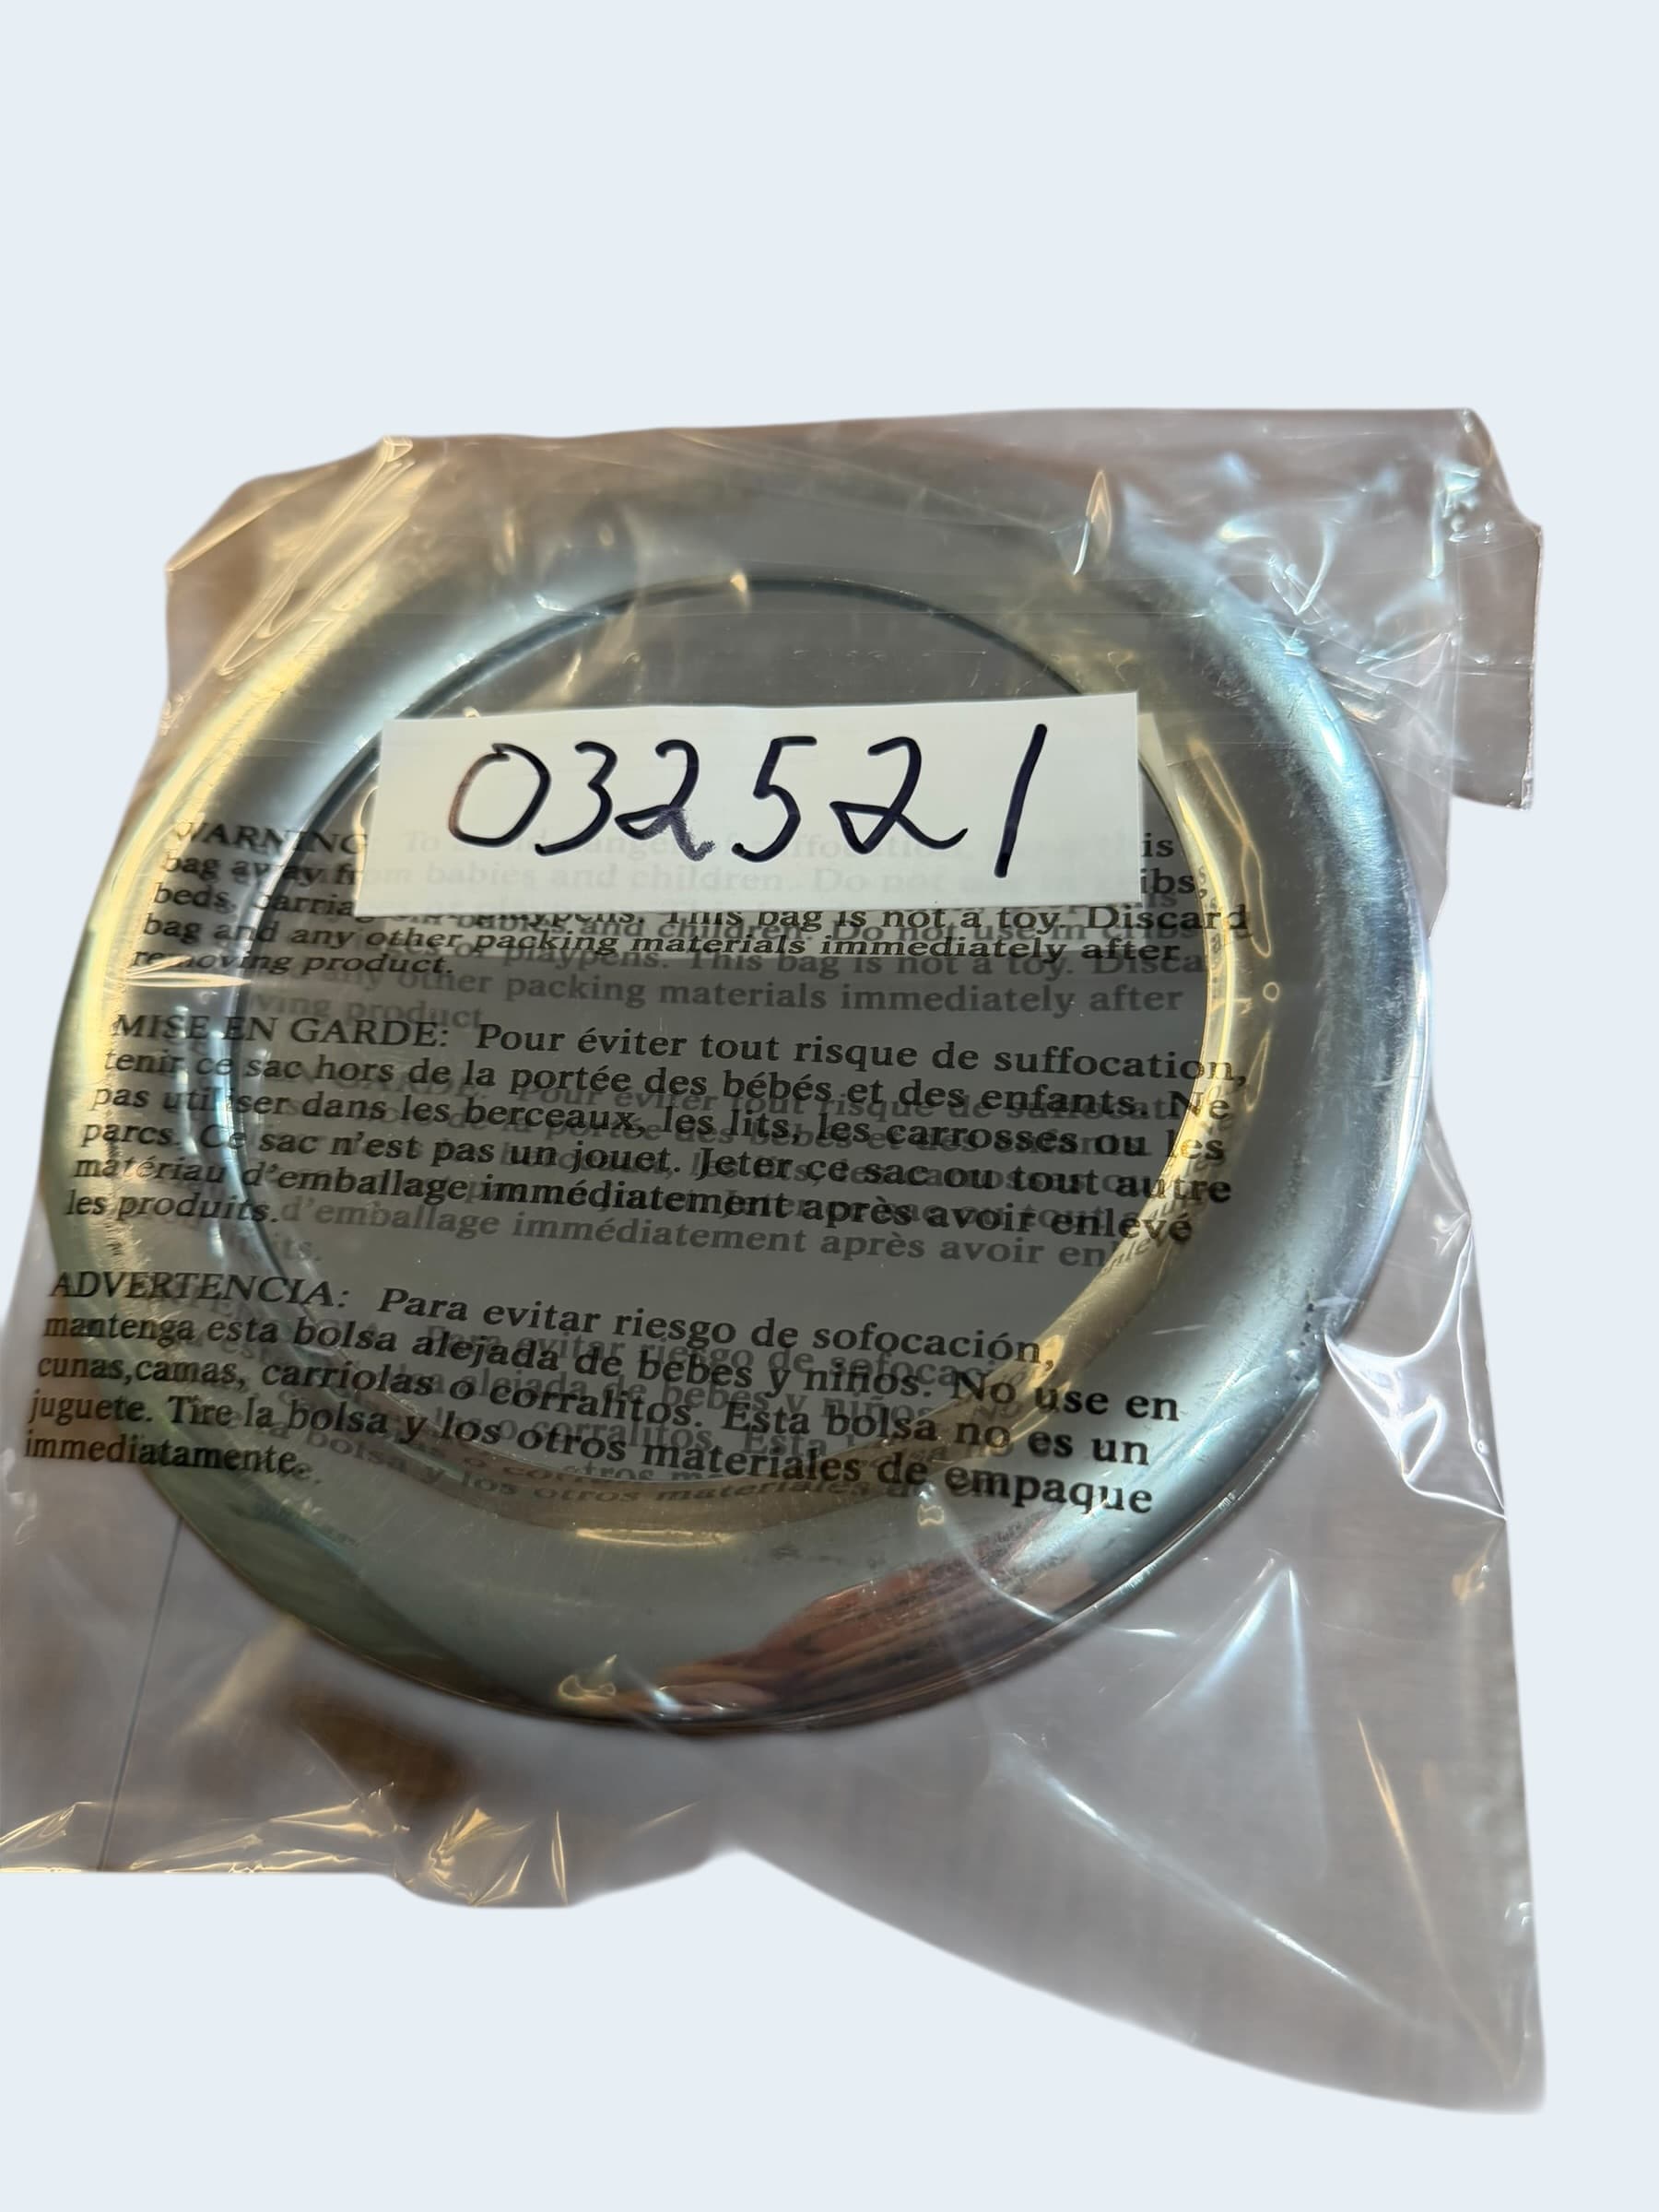 032521
WARNING
is
bag away from babies and children. Do not ibs,
beds, carria playpens. This bag is not a toy. Discard
bag and any other packing materials immediately after
removing product.
MISE EN GARDE: Pour éviter tout risque de suffocation,
tenir ce sac hors de la portée des bébés et des enfants. Ne
pas utiliser dans les berceaux, les lits, les carrosses ou les
parcs. Ce sac n'est pas un jouet. Jeter ce sac ou tout autre
matériau d'emballage immédiatement après avoir enlevé
les produits.
ADVERTENCIA: Para evitar riesgo de sofocación,
mantenga esta bolsa alejada de bebes y niños. No use en
cunas,camas, carriolas o corralitos. Esta bolsa no es un
juguete. Tire la bolsa y los otros materiales de empaque
immediatamente.